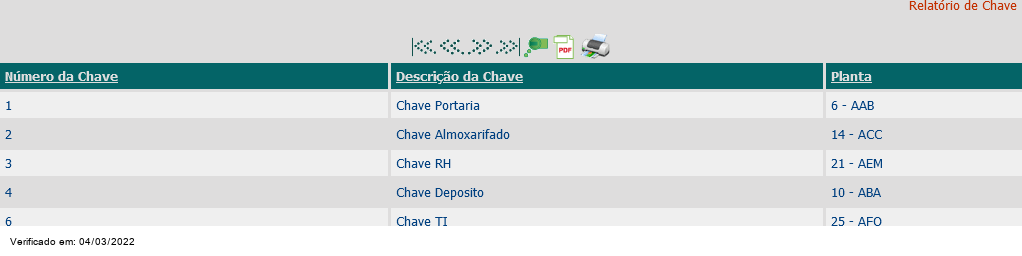 Relatório de Chave
PDF
Número da Chave Descrição da Chave Planta
1 Chave Portaria 6 - AAB
2 Chave Almoxarifado 14 - ACC
3 Chave RH 21 - AEM
4 Chave Deposito 10 - ABA
6 Chave TI 25 - AFO
Verificado em: 04/03/2022